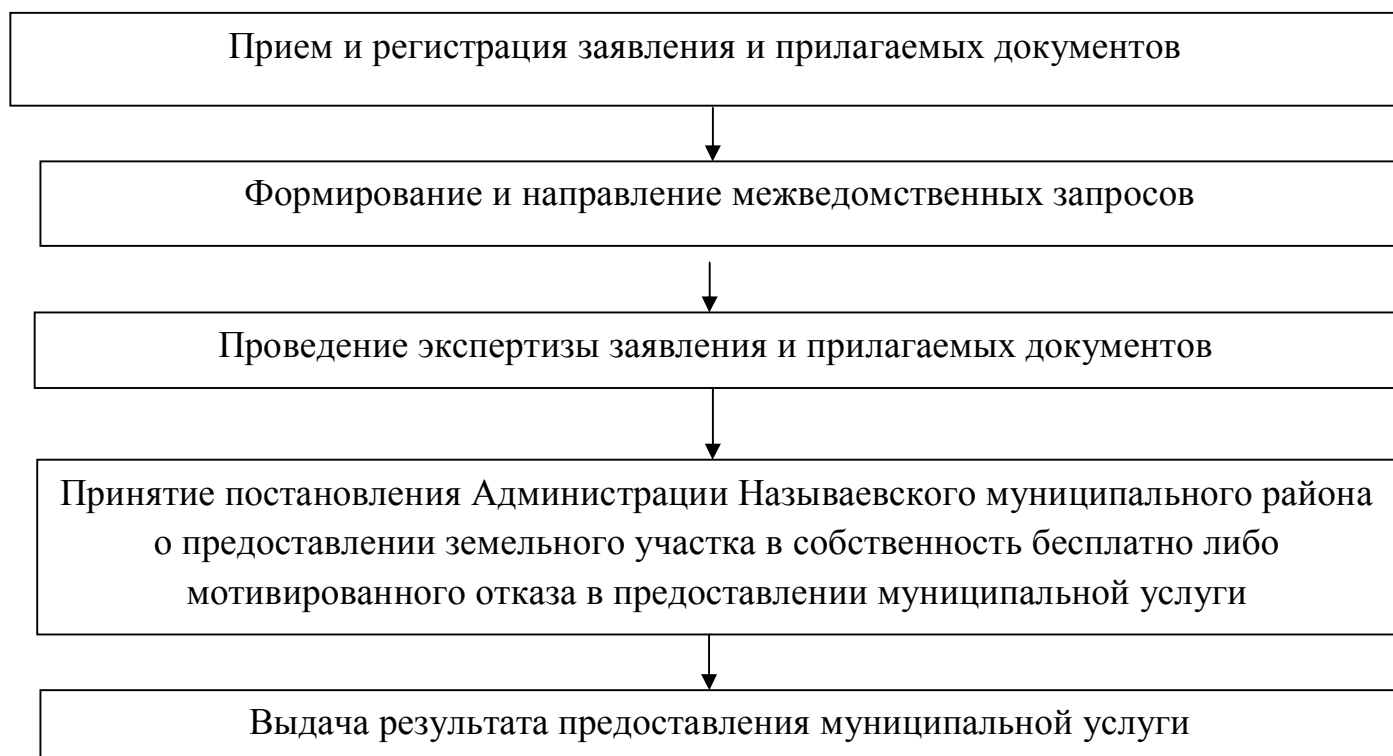 Прием и регистрация заявления и прилагаемых документов
Формирование и направление межведомственных запросов
Проведение экспертизы заявления и прилагаемых документов
Принятие постановления Администрации Называевского муниципального района
о предоставлении земельного участка в собственность бесплатно либо
мотивированного отказа в предоставлении муниципальной услуги
Выдача результата предоставления муниципальной услуги